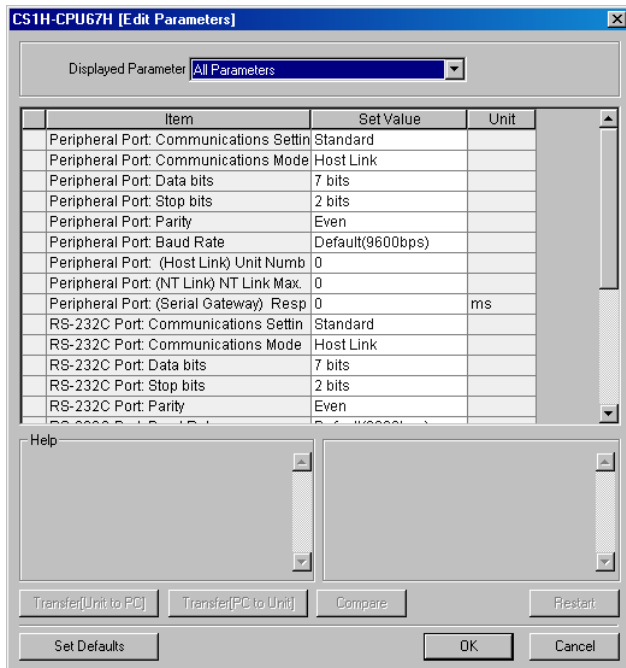 CS1H-CPU67H [Edit Parameters]
Displayed Parameter All Parameters
Item Set Value Unit
Peripheral Port: Communications Settin Standard
Peripheral Port: Communications Mode Host Link
Peripheral Port: Data bits 7 bits
Peripheral Port: Stop bits 2 bits
Peripheral Port: Parity Even
Peripheral Port: Baud Rate Default(9600bps)
Peripheral Port: (Host Link) Unit Numb 0
Peripheral Port: (NT Link) NT Link Max. 0
Peripheral Port: (Serial Gateway) Resp 0 ms
RS-232C Port: Communications Settin Standard
RS-232C Port: Communications Mode Host Link
RS-232C Port: Data bits 7 bits
RS-232C Port: Stop bits 2 bits
RS-232C Port: Parity Even
Help
Transfer[Unit to PC] Transfer[PC to Unit] Compare Restart
Set Defaults OK Cancel